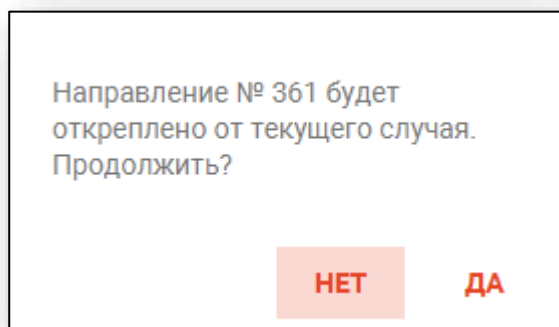 Направление № 361 будет
откреплено от текущего случая.
Продолжить?
НЕТ ДА